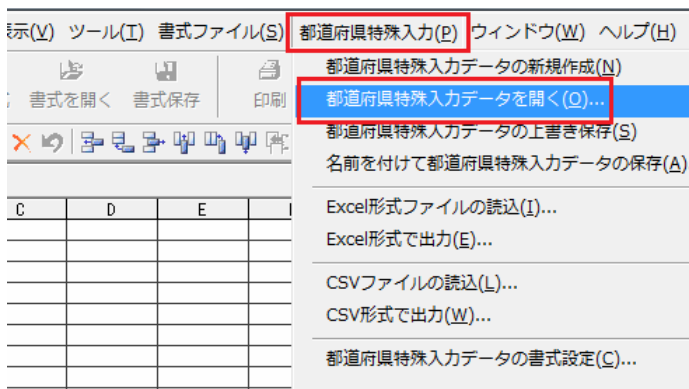 表示(V) ツール(T) 書式ファイル(S) 都道府県特殊入力(P) ウィンドウ(W) ヘルプ(H)
書式を開く 書式保存 印刷
都道府県特殊入力データの新規作成(N)
都道府県特殊入力データを開く(O)...
都道府県特殊入力データの上書き保存(S)
名前を付けて都道府県特殊入力データの保存(A)
Excel形式ファイルの読込(I)...
Excel形式で出力(E)...
CSVファイルの読込(L)...
CSV形式で出力(W)...
都道府県特殊入力データの書式設定(C)...
C D E